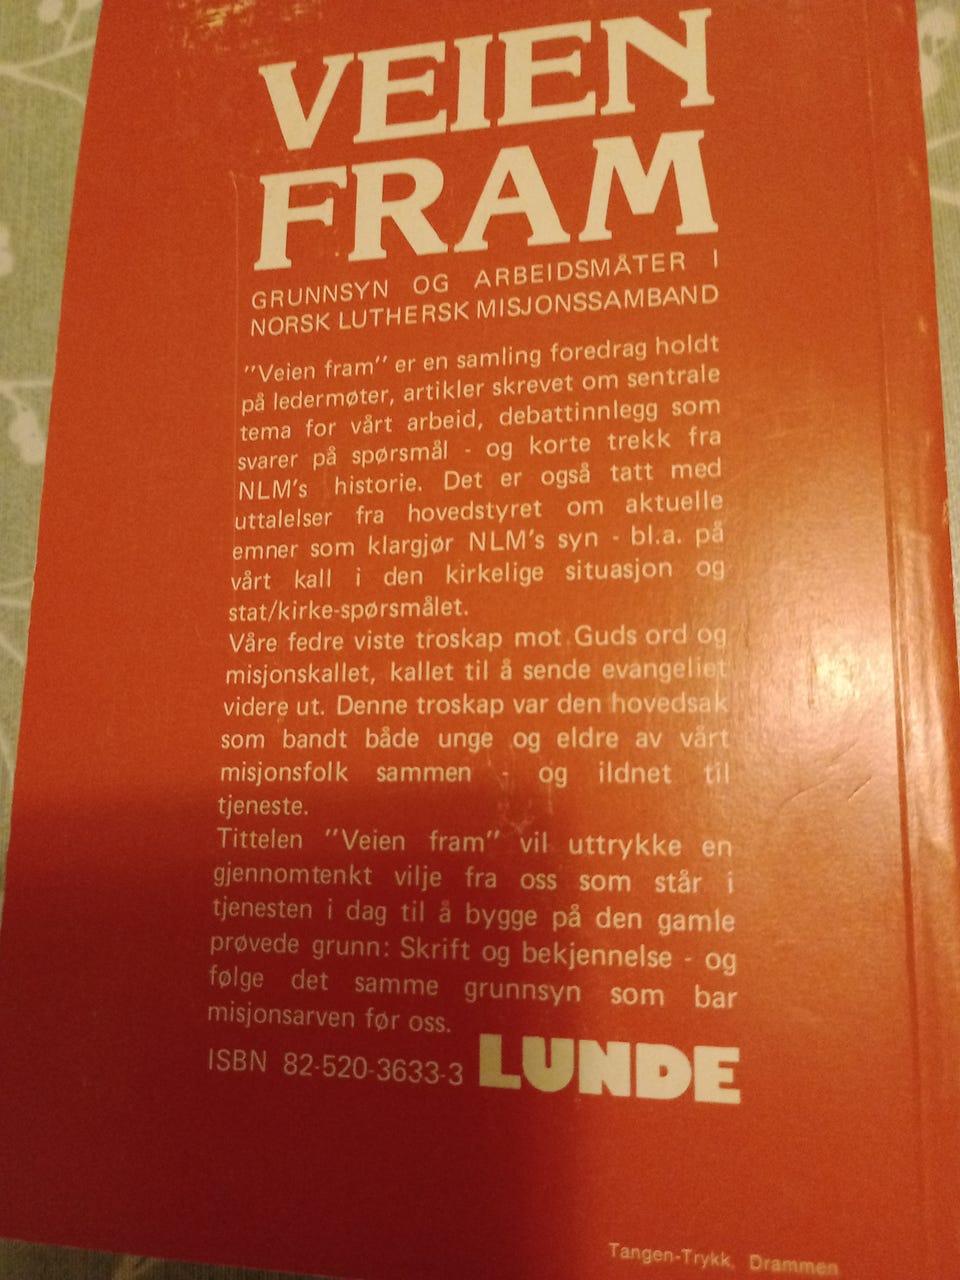 VEIEN
FRAM
GRUNNSYN OG ARBEIDSMÅTER I
NORSK LUTHERSK MISJONSSAMBAND
"Veien fram" er en samling foredrag holdt
på ledermøter, artikler skrevet om sentrale
tema for vårt arbeid, debattinnlegg som
svarer på spørsmål - og korte trekk fra
NLM's historie. Det er også tatt med
uttalelser fra hovedstyret om aktuelle
emner som klargjør NLM's syn - bl.a. på
vårt kall i den kirkelige situasjon og
stat/kirke-spørsmålet.
Våre fedre viste troskap mot Guds ord og
misjonskallet, kallet til å sende evangeliet
videre ut. Denne troskap var den hovedsak
som bandt både unge og eldre av vårt
misjonsfolk sammen - og ildnet til
tjeneste.
Tittelen "Veien fram" vil uttrykke en
gjennomtenkt vilje fra oss som står i
tjenesten i dag til å bygge på den gamle
prøvede grunn: Skrift og bekjennelse - og
følge det samme grunnsyn som bar
misjonsarven før oss.
ISBN 82-520-3633-3 LUNDE
Tangen-Trykk, Drammen